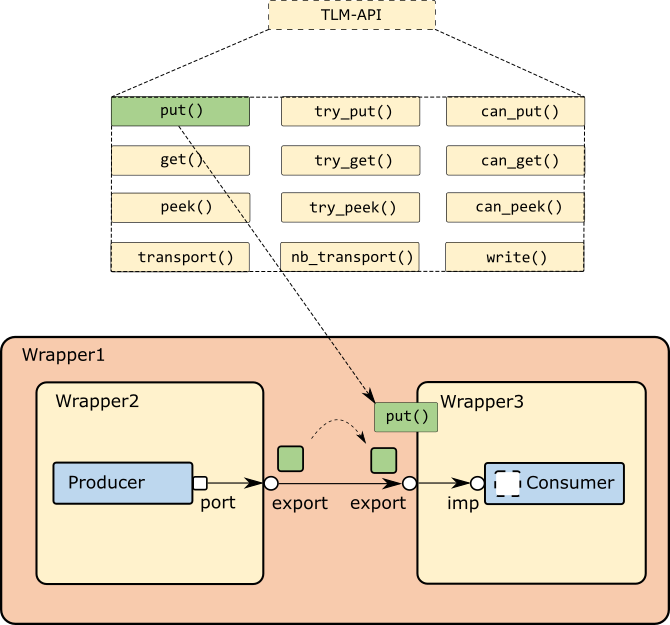 TLM-API
put() try_put() can_put()
get() try_get() can_get()
peek() try_peek() can_peek()
transport() nb_transport() write()
Wrapper1
Wrapper2
put() Wrapper3
Producer
Consumer
port export export imp